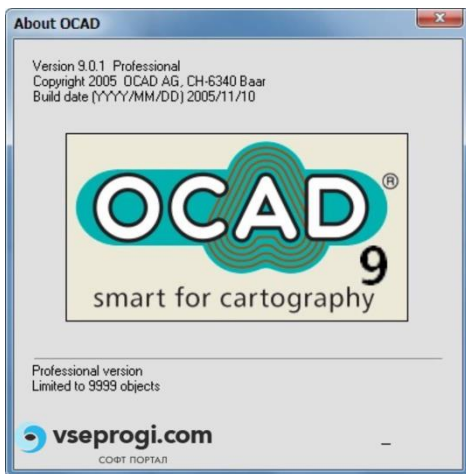 About OCAD
Version 9.0.1 Professional
Copyright 2005 OCAD AG, CH-6340 Baar
Build date (YYYY/MM/DD) 2005/11/10
OCAD®
9
smart for cartography
Professional version
Limited to 9999 objects
vseprogi.com
СОФТ ПОРТАЛ